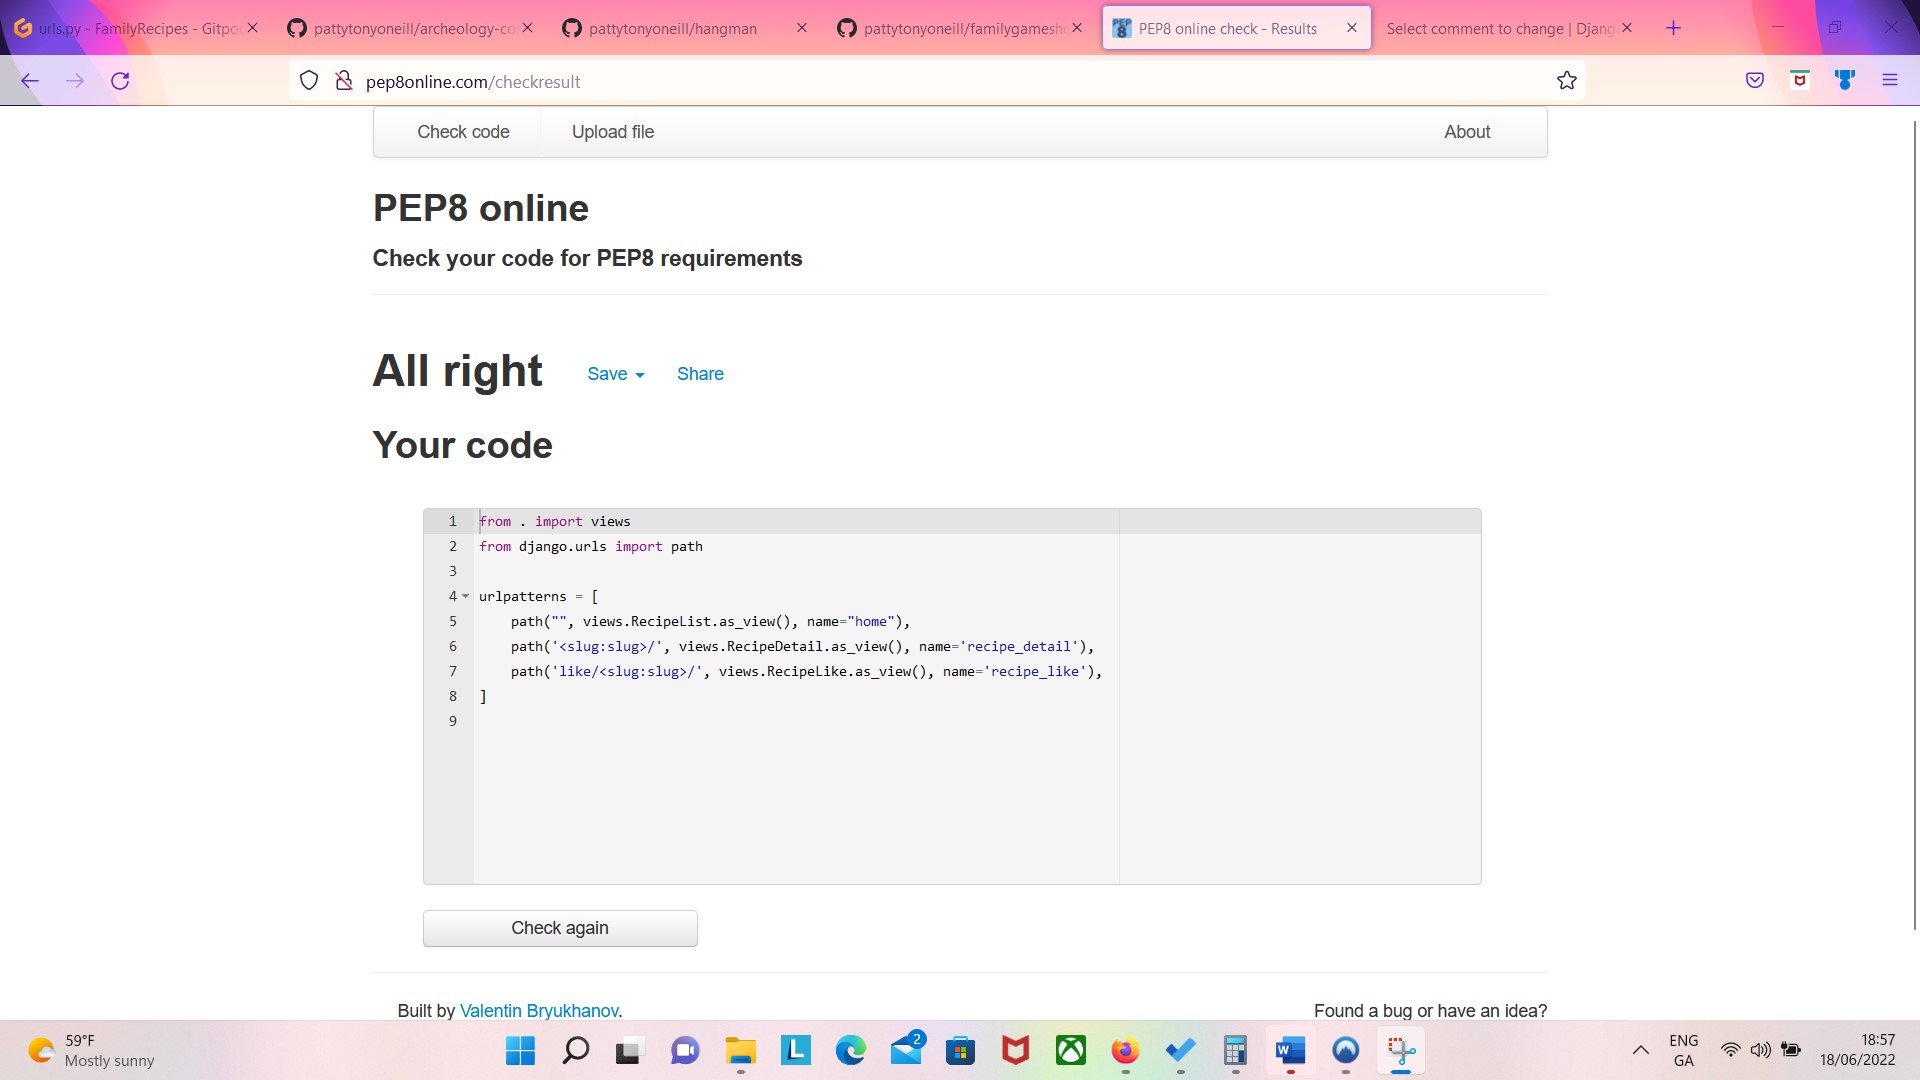 urls.py - FamilyRecipes - Gitpo
pattytonyoneill/archeology-co
pattytonyoneill/hangman
pattytonyoneill/familygamesh
PEP8 online check - Results
Select comment to change | Djang
pep8online.com/checkresult
Check code
Upload file
About
PEP8 online
Check your code for PEP8 requirements
All right
Save
Share
Your code
1 from . import views
2 from django.urls import path
3
4 urlpatterns = [
5 path("", views.RecipeList.as_view(), name="home"),
6 path('<slug:slug>/', views.RecipeDetail.as_view(), name='recipe_detail'),
7 path('like/<slug:slug>/', views.RecipeLike.as_view(), name='recipe_like'),
8 ]
9
Check again
Built by Valentin Bryukhanov.
Found a bug or have an idea?
59°F
Mostly sunny
2
ENG
GA
18:57
18/06/2022